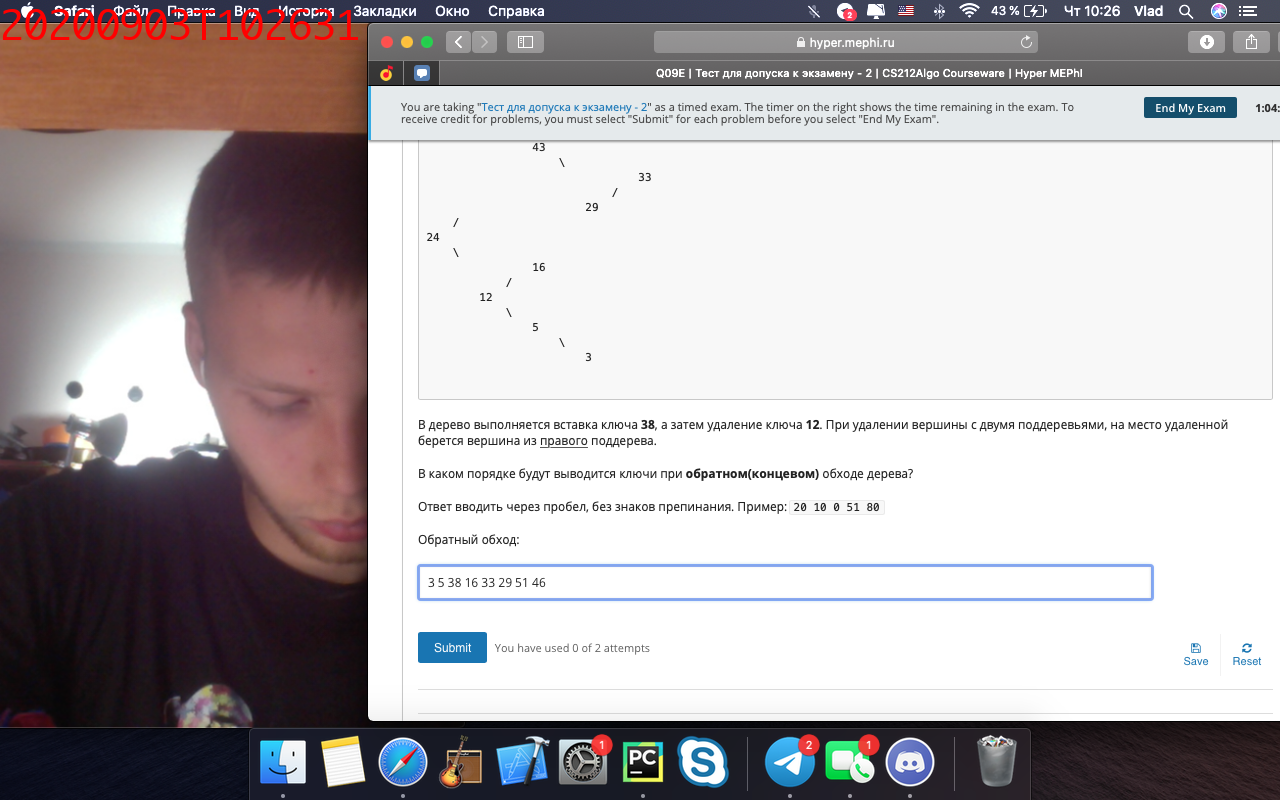 20200903T102631
Safari Файл Правка Вид История Закладки Окно Справка
2
43 %
Чт 10:26 Vlad
hyper.mephi.ru
Q09E | Тест для допуска к экзамену - 2 | CS212Algo Courseware | Hyper MEPhI
You are taking "Тест для допуска к экзамену - 2" as a timed exam. The timer on the right shows the time remaining in the exam. To
receive credit for problems, you must select "Submit" for each problem before you select "End My Exam".
End My Exam
1:04:
43
\
33
/
29
/
24
\
16
/
12
\
5
\
3
В дерево выполняется вставка ключа 38, а затем удаление ключа 12. При удалении вершины с двумя поддеревьями, на место удаленной
берется вершина из правого поддерева.
В каком порядке будут выводится ключи при обратном(концевом) обходе дерева?
Ответ вводить через пробел, без знаков препинания. Пример: 20 10 0 51 80
Обратный обход:
3 5 38 16 33 29 51 46
Submit
You have used 0 of 2 attempts
Save
Reset
1
PC
2
1